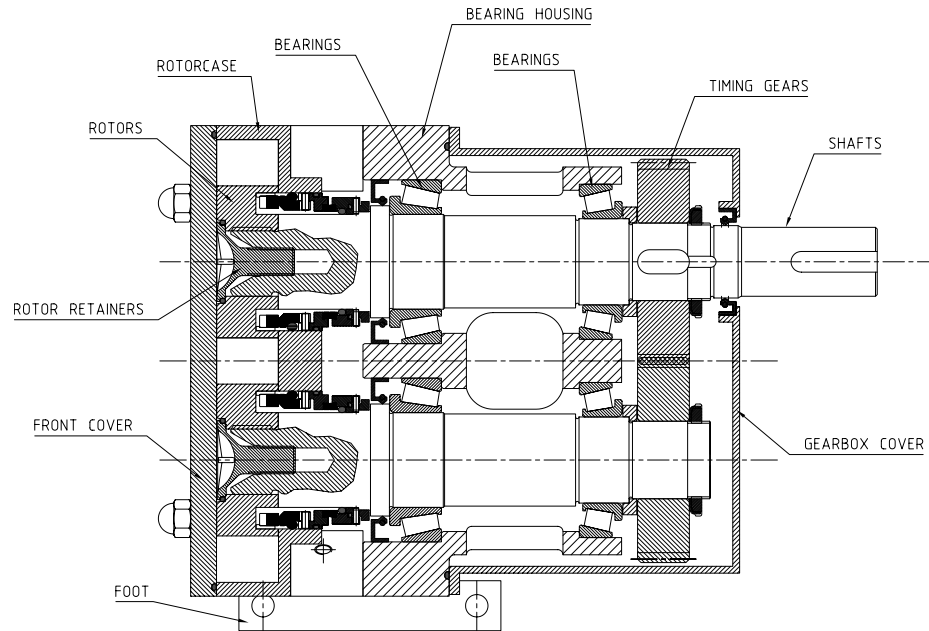 BEARING HOUSING
BEARINGS
BEARINGS
ROTORCASE
TIMING GEARS
ROTORS
SHAFTS
ROTOR RETAINERS
FRONT COVER
GEARBOX COVER
FOOT